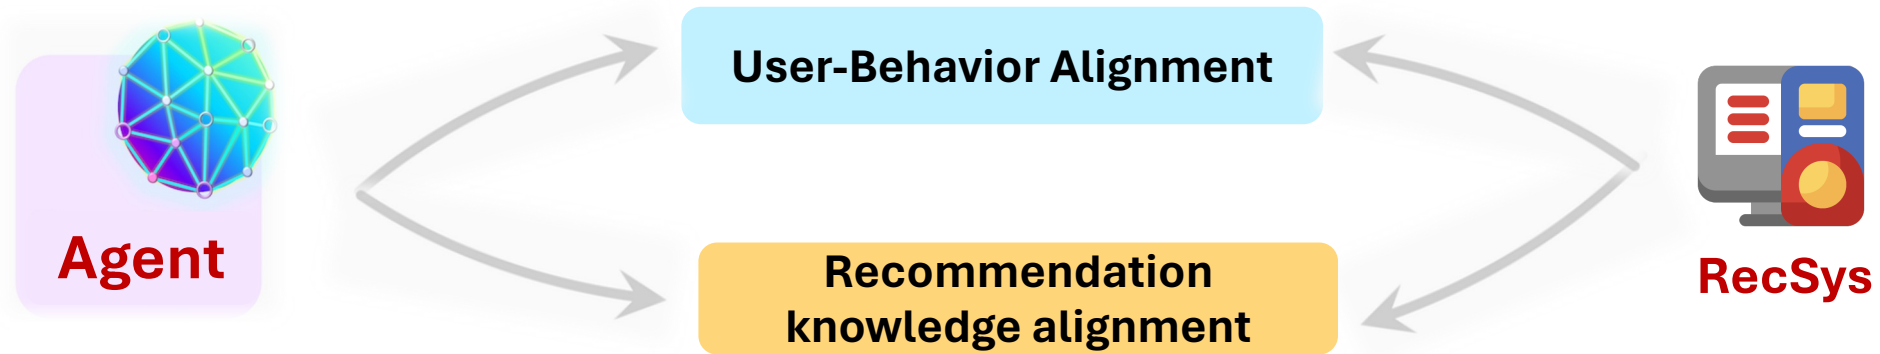 User-Behavior Alignment
Agent
Recommendation
knowledge alignment
RecSys